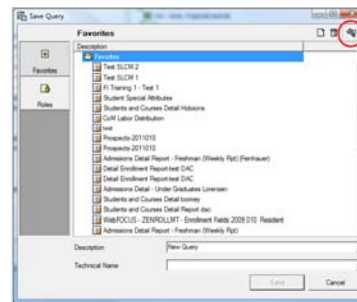 Save Query
Favorites
Description
Favorites
Test SLCM 2
Test SLCM 1
Fi Training 1 - Test 1
Student Special Attributes
Students and Courses Detail Hobsons
CoM Labor Distribution
test
Prospects-2011010
Prospects-2011010
Admissions Detail Report - Freshman (Weekly Rpt) (Fernhauer)
Detail Enrollment Report-test DAC
Detail Enrollment Report-test DAC
Admissions Detail - Under Graduates Lorensen
Students and Courses Detail toomey
Students and Courses Detail Report dac
WebFOCUS - ZENROLLMT - Enrollment Fields 2009 010 Resident
Admissions Detail Report - Freshman (Weekly Rpt)
Favorites
Roles
Description
New Query
Technical Name
Save
Cancel